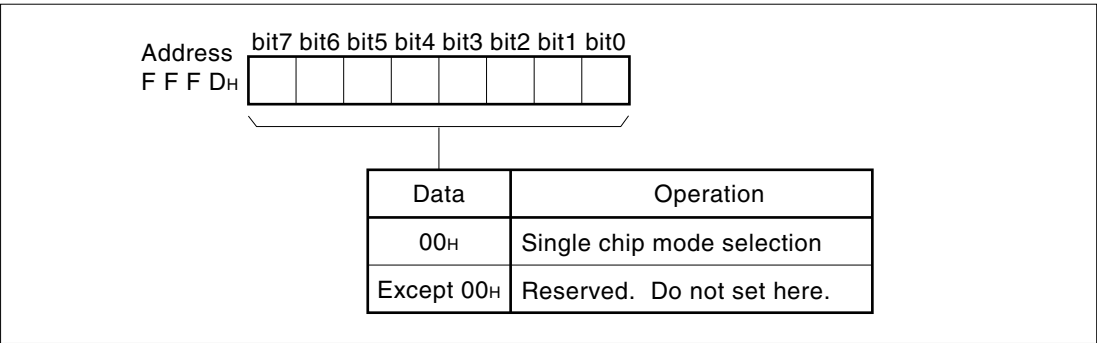 Address bit7 bit6 bit5 bit4 bit3 bit2 bit1 bit0
F F F DH
Data Operation
00H Single chip mode selection
Except 00H Reserved. Do not set here.